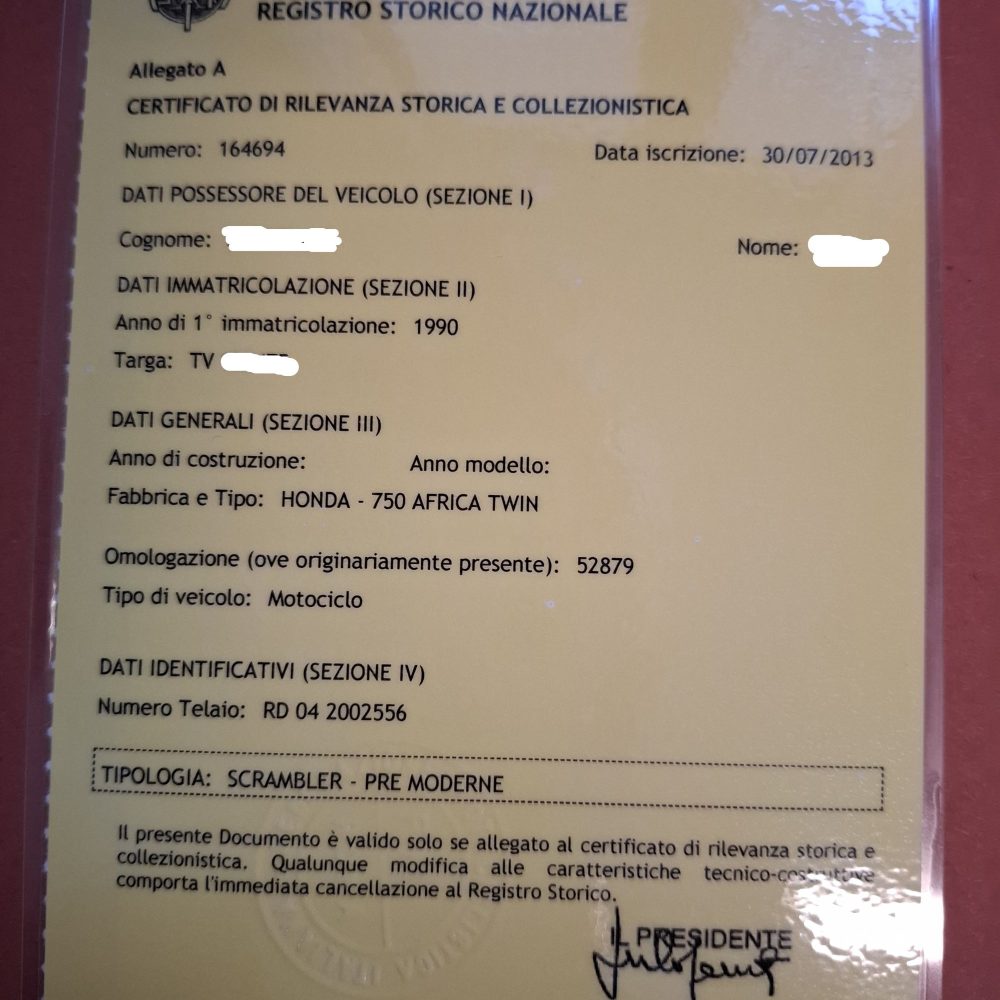 REGISTRO STORICO NAZIONALE
Allegato A
CERTIFICATO DI RILEVANZA STORICA E COLLEZIONISTICA
Numero: 164694 Data iscrizione: 30/07/2013
DATI POSSESSORE DEL VEICOLO (SEZIONE I)
Cognome: Nome:
DATI IMMATRICOLAZIONE (SEZIONE II)
Anno di 1° immatricolazione: 1990
Targa: TV
DATI GENERALI (SEZIONE III)
Anno di costruzione: Anno modello:
Fabbrica e Tipo: HONDA - 750 AFRICA TWIN
Omologazione (ove originariamente presente): 52879
Tipo di veicolo: Motociclo
DATI IDENTIFICATIVI (SEZIONE IV)
Numero Telaio: RD 04 2002556
TIPOLOGIA: SCRAMBLER - PRE MODERNE
Il presente Documento è valido solo se allegato al certificato di rilevanza storica e
collezionistica. Qualunque modifica alle caratteristiche tecnico-costruttive
comporta l'immediata cancellazione al Registro Storico.
IL PRESIDENTE